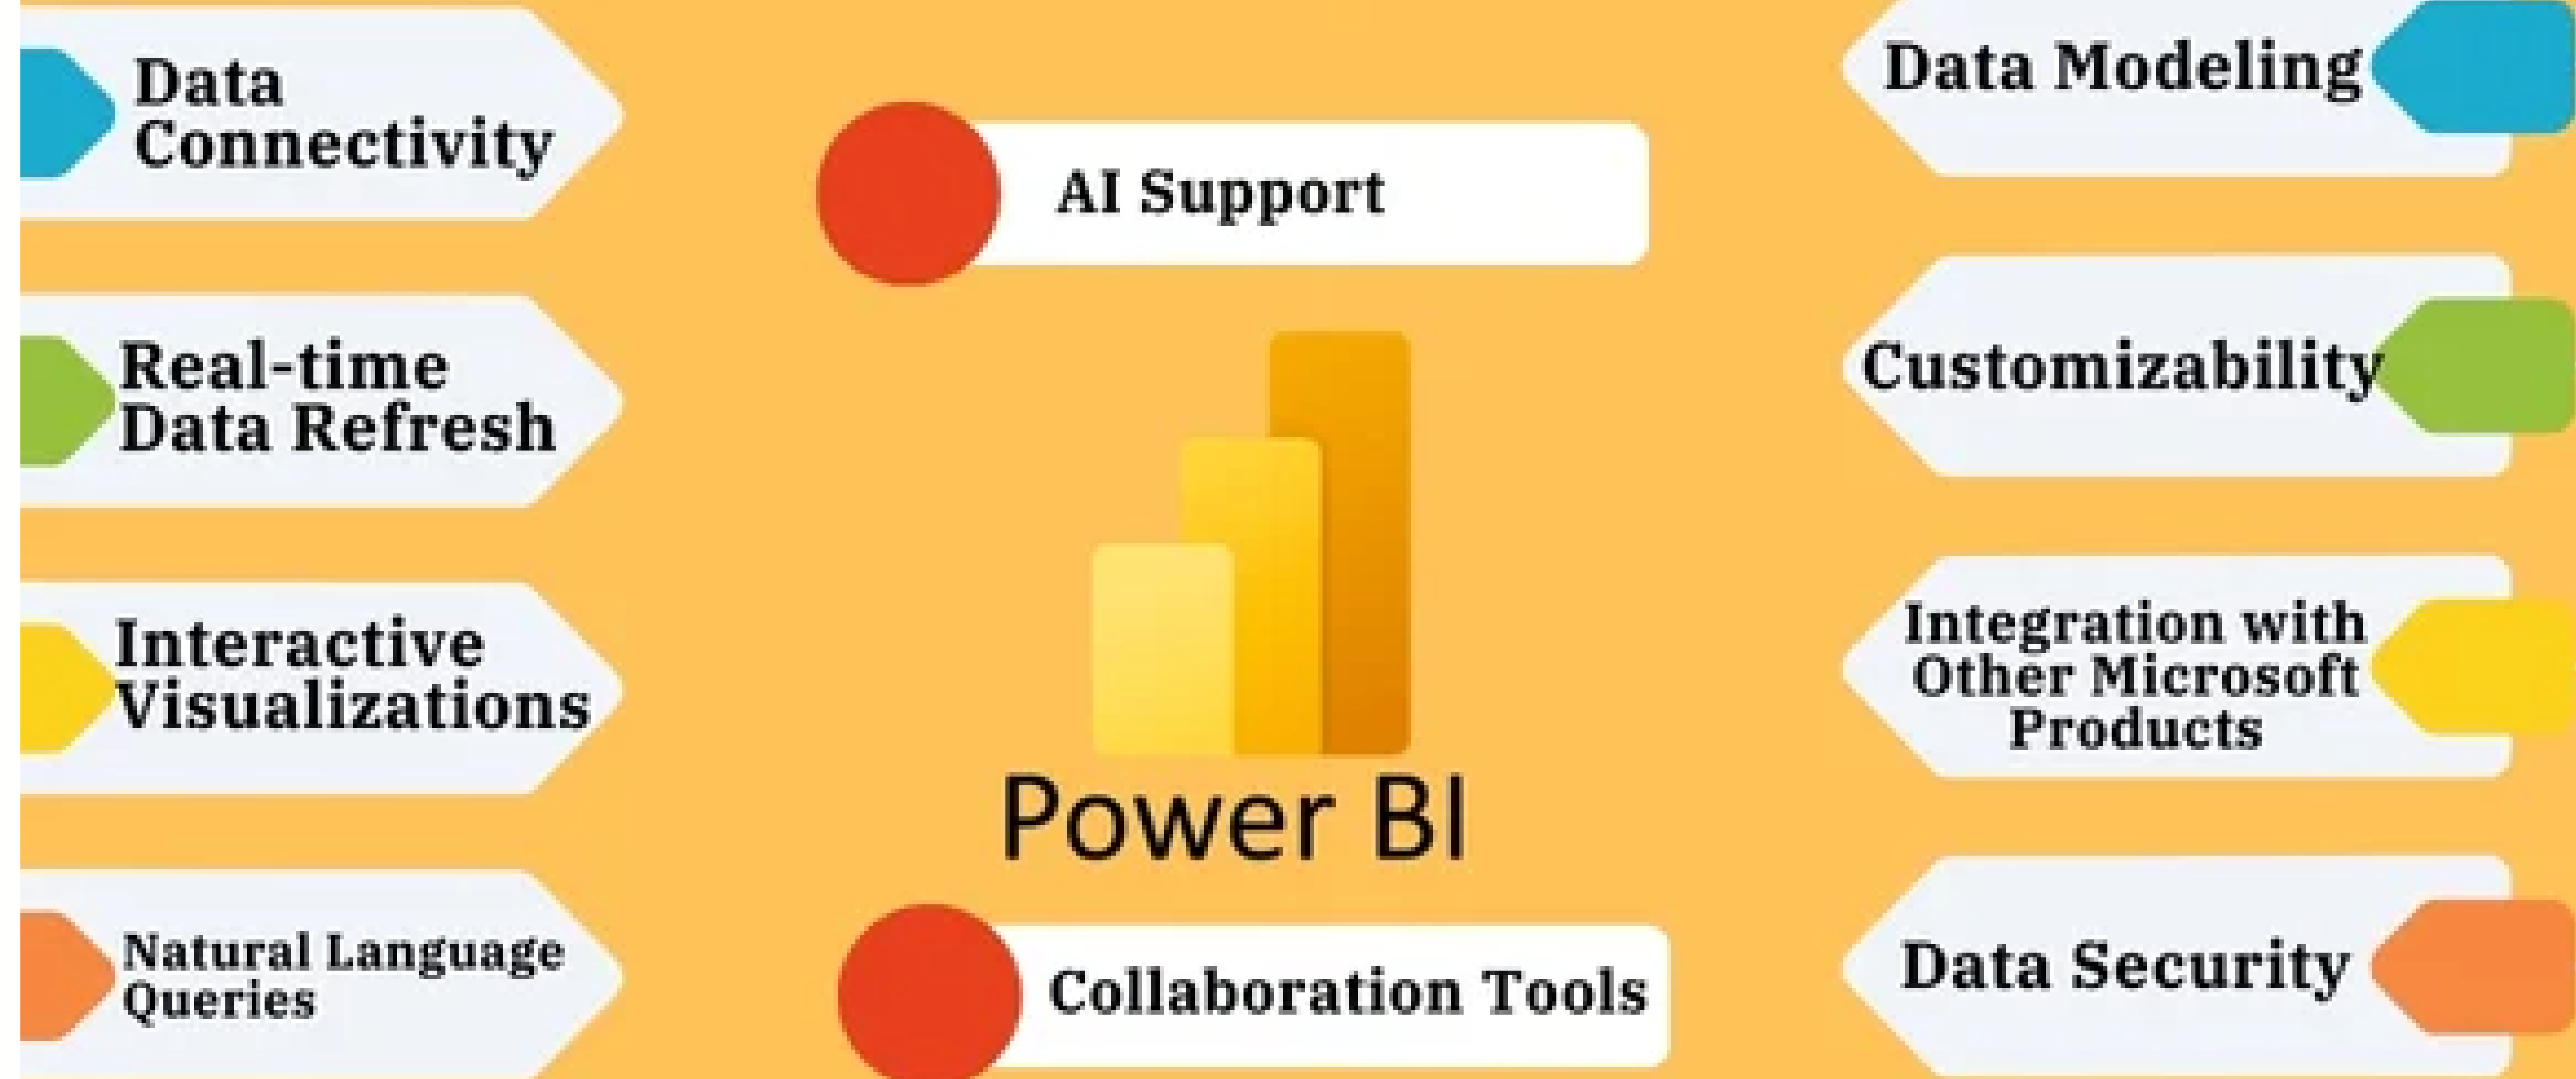 Data
Connectivity
Real-time
Data Refresh
Interactive
Visualizations
Natural Language
Queries
AI Support
Power BI
Collaboration Tools
Data Modeling
Customizability
Integration with
Other Microsoft
Products
Data Security